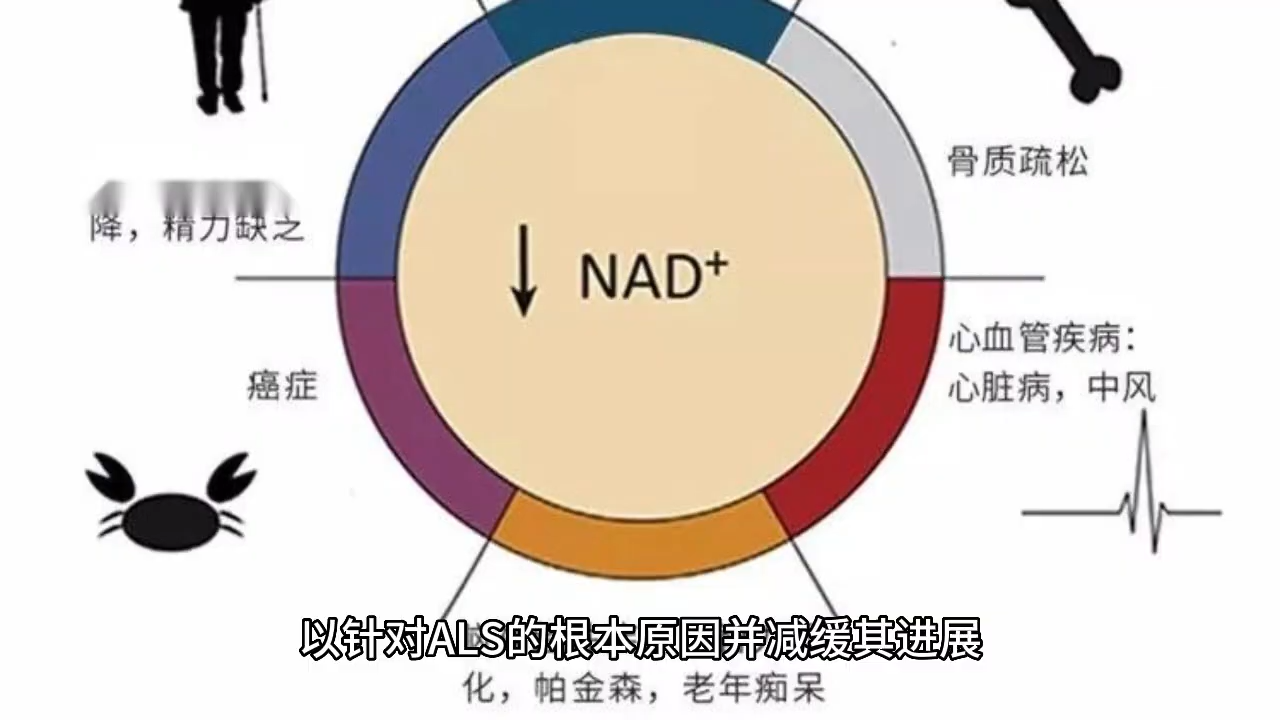 骨质疏松
降，精力缺乏
NAD⁺
心血管疾病：
心脏病，中风
癌症
以针对ALS的根本原因并减缓其进展
化，帕金森，老年痴呆